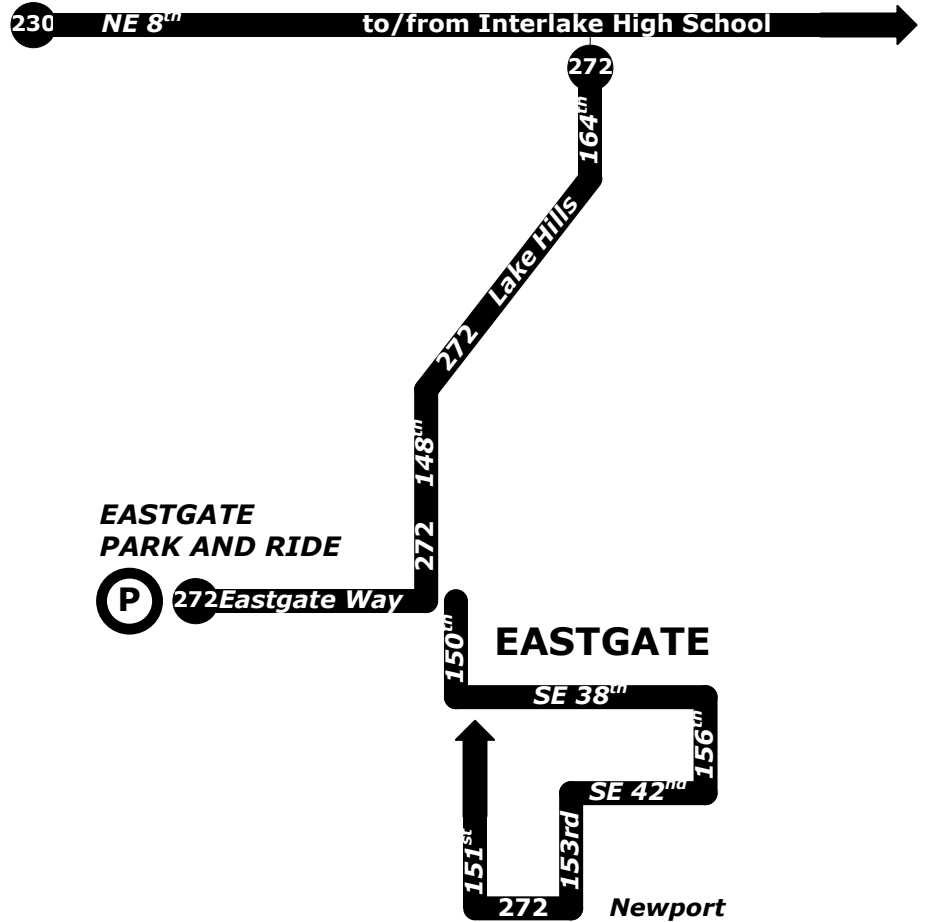 230 NE 8th to/from Interlake High School
272
164th
Lake Hills
272
148th
272
EASTGATE
PARK AND RIDE
P
272 Eastgate Way
150th
EASTGATE
SE 38th
156th
SE 42nd
153rd
151st
272
Newport